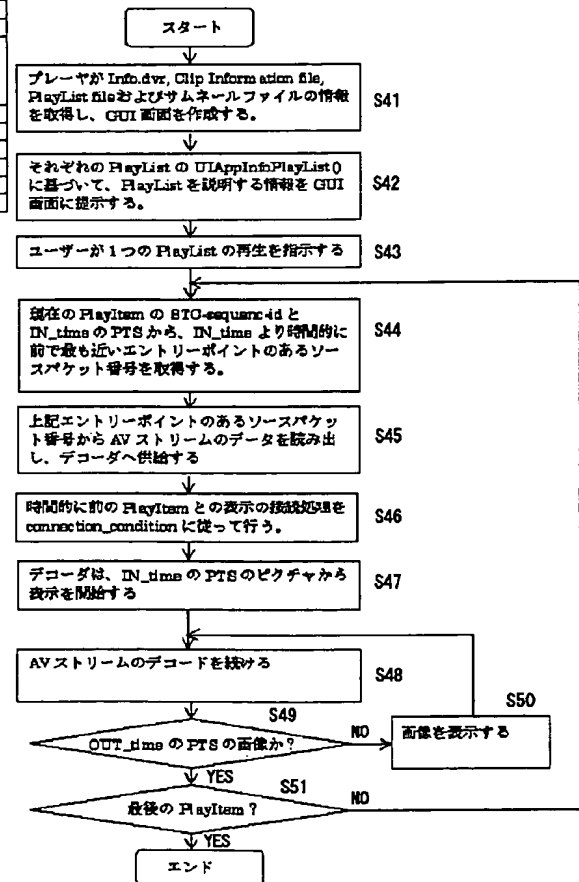 スタート
プレーヤが Info.dvr, Clip Information file,
PlayList fileおよびサムネールファイルの情報
を取得し、GUI 画面を作成する。
S41
それぞれの PlayList の UIAppInfoPlayList()
に基づいて、PlayList を説明する情報を GUI
画面に提示する。
S42
ユーザーが 1 つの PlayList の再生を指示する
S43
現在の PlayItem の STC-sequenc-id と
IN_time の PTS から、IN_time より時間的に
前で最も近いエントリーポイントのあるソー
スパケット番号を取得する。
S44
上記エントリーポイントのあるソースパケッ
ト番号から AV ストリームのデータを読み出
し、デコーダへ供給する
S45
時間的に前の PlayItem との表示の接続処理を
connection_condition に従って行う。
S46
デコーダは、IN_time の PTS のピクチャから
表示を開始する
S47
AV ストリームのデコードを続ける
S48
S49
OUT_time の PTS の画像か?
NO
S50
画像を表示する
YES
S51
最後の PlayItem ?
NO
YES
エンド